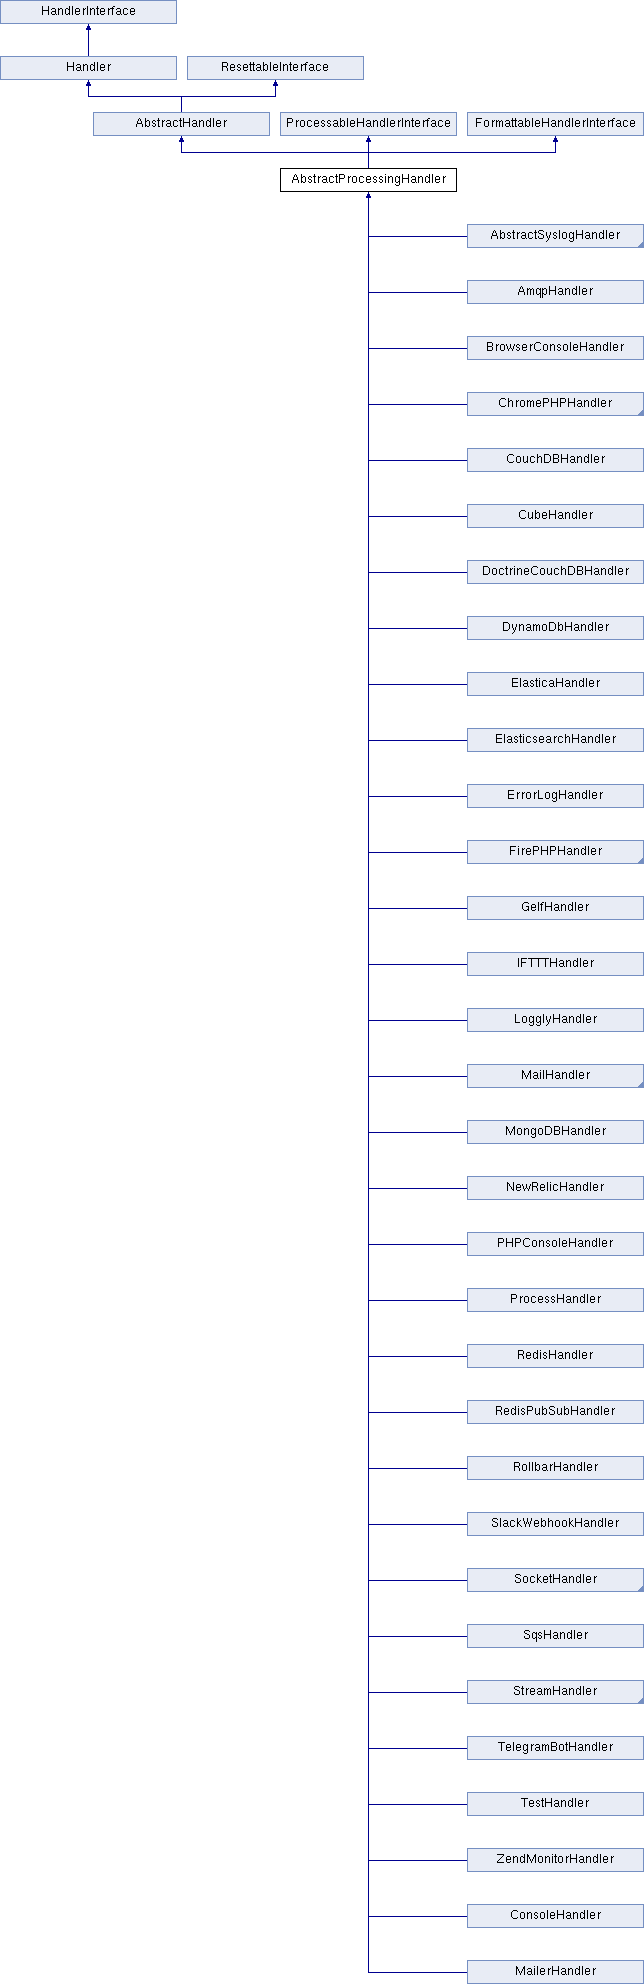 HandlerInterface
Handler
ResettableInterface
AbstractHandler
ProcessableHandlerInterface
FormattableHandlerInterface
AbstractProcessingHandler
AbstractSyslogHandler
AmqpHandler
BrowserConsoleHandler
ChromePHPHandler
CouchDBHandler
CubeHandler
DoctrineCouchDBHandler
DynamoDbHandler
ElasticaHandler
ElasticsearchHandler
ErrorLogHandler
FirePHPHandler
GelfHandler
IFTTTHandler
LogglyHandler
MailHandler
MongoDBHandler
NewRelicHandler
PHPConsoleHandler
ProcessHandler
RedisHandler
RedisPubSubHandler
RollbarHandler
SlackWebhookHandler
SocketHandler
SqsHandler
StreamHandler
TelegramBotHandler
TestHandler
ZendMonitorHandler
ConsoleHandler
MailerHandler